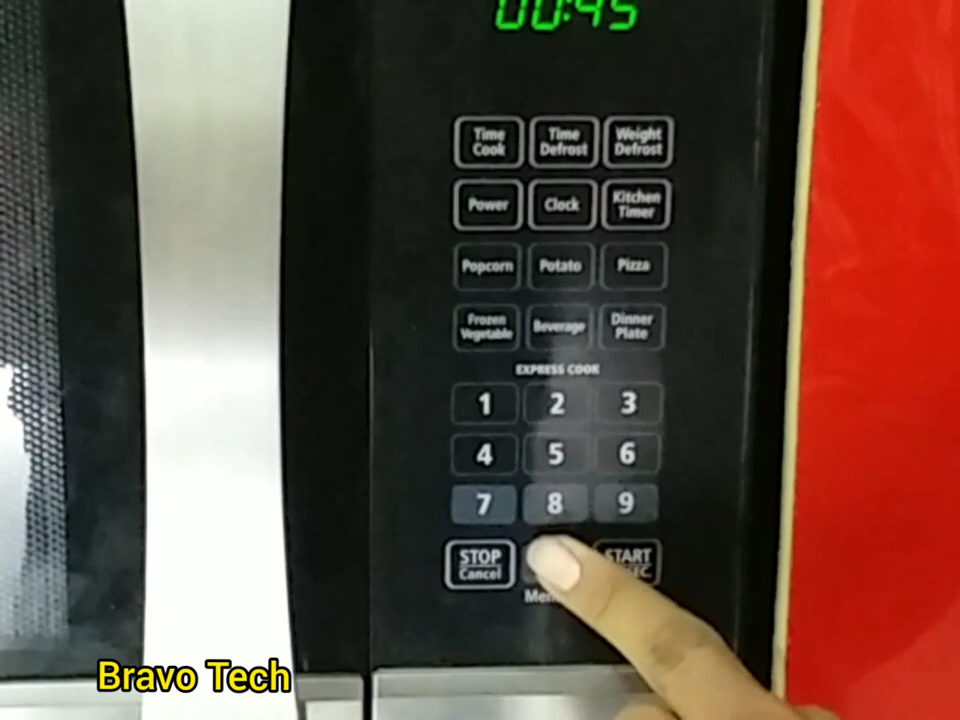 00:45
Time Cook
Time Defrost
Weight Defrost
Power
Clock
Kitchen Timer
Popcorn
Potato
Pizza
Frozen Vegetable
Beverage
Dinner Plate
EXPRESS COOK
1 2 3
4 5 6
7 8 9
STOP Cancel
START
Bravo Tech